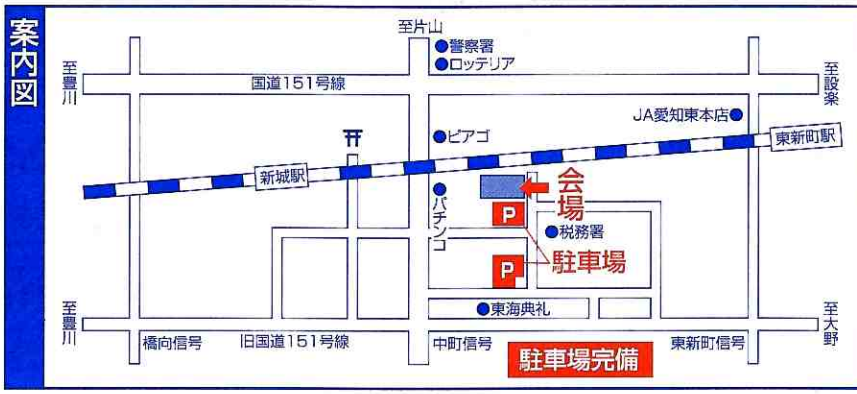 案内図
至片山
警察署
ロッテリア
至豊川
国道151号線
至設楽
JA愛知東本店
ピアゴ
東新町駅
新城駅
会場
P
パチンコ
税務署
駐車場
P
東海典礼
至豊川
至大野
橋向信号
旧国道151号線
中町信号
東新町信号
駐車場完備